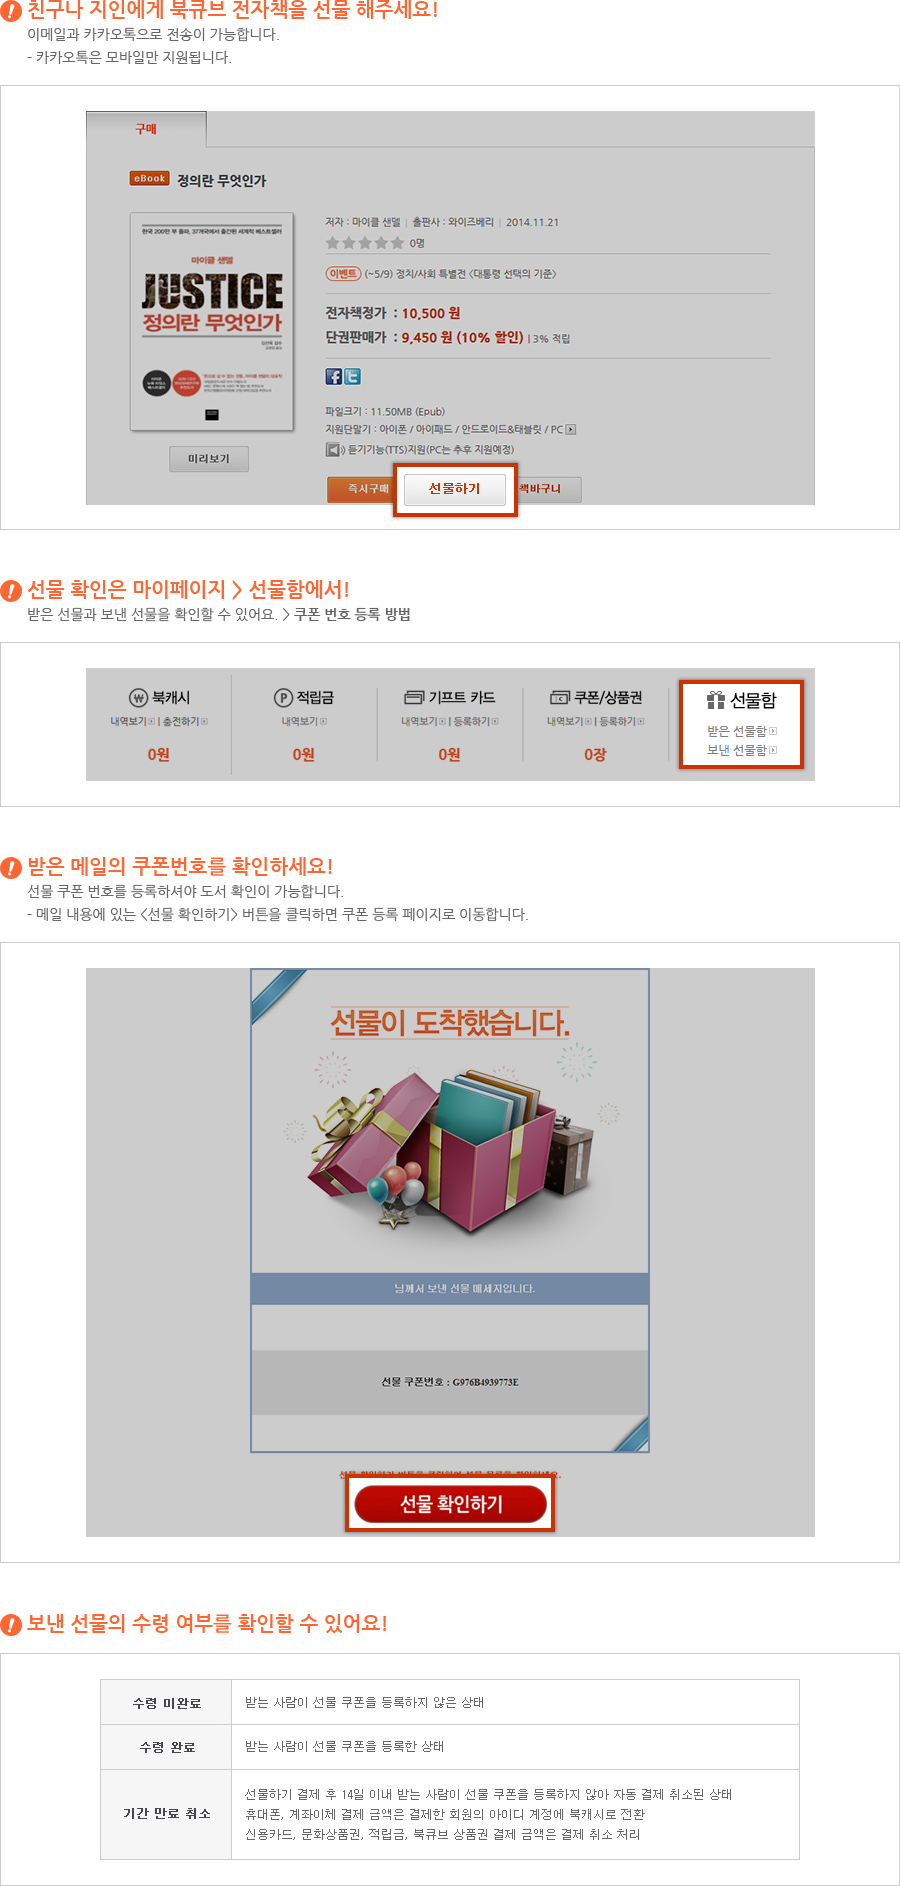 친구나 지인에게 북큐브 전자책을 선물 해주세요!
이메일과 카카오톡으로 전송이 가능합니다.
- 카카오톡은 모바일만 지원됩니다.
구매
eBook 정의란 무엇인가
한국 200만 부 돌파, 37개국에서 출간된 세계적 베스트셀러
마이클 샌델
JUSTICE
정의란 무엇인가
저자 : 마이클 샌델 | 출판사 : 와이즈베리 | 2014.11.21
0명
이벤트 (~5/9) 정치/사회 특별전 <대통령 선택의 기준>
전자책정가 : 10,500 원
단권판매가 : 9,450 원 (10% 할인) | 3% 적립
파일크기 : 11.50MB (Epub)
지원단말기 : 아이폰 / 아이패드 / 안드로이드&태블릿 / PC
듣기기능(TTS)지원(PC는 추후 지원예정)
미리보기
즉시구매 선물하기 책바구니
선물 확인은 마이페이지 > 선물함에서!
받은 선물과 보낸 선물을 확인할 수 있어요. > 쿠폰 번호 등록 방법
북캐시 적립금 기프트 카드 쿠폰/상품권 선물함
내역보기 | 충전하기 내역보기 내역보기 | 등록하기 내역보기 | 등록하기 받은 선물함
0원 0원 0원 0장 보낸 선물함
받은 메일의 쿠폰번호를 확인하세요!
선물 쿠폰 번호를 등록하셔야 도서 확인이 가능합니다.
- 메일 내용에 있는 <선물 확인하기> 버튼을 클릭하면 쿠폰 등록 페이지로 이동합니다.
선물이 도착했습니다.
님께서 보낸 선물 메세지입니다.
선물 쿠폰번호 : G976B4939773E
선물 확인하기
보낸 선물의 수령 여부를 확인할 수 있어요!
수령 미완료 받는 사람이 선물 쿠폰을 등록하지 않은 상태
수령 완료 받는 사람이 선물 쿠폰을 등록한 상태
기간 만료 취소 선물하기 결제 후 14일 이내 받는 사람이 선물 쿠폰을 등록하지 않아 자동 결제 취소된 상태
휴대폰, 계좌이체 결제 금액은 결제한 회원의 아이디 계정에 북캐시로 전환
신용카드, 문화상품권, 적립금, 북큐브 상품권 결제 금액은 결제 취소 처리